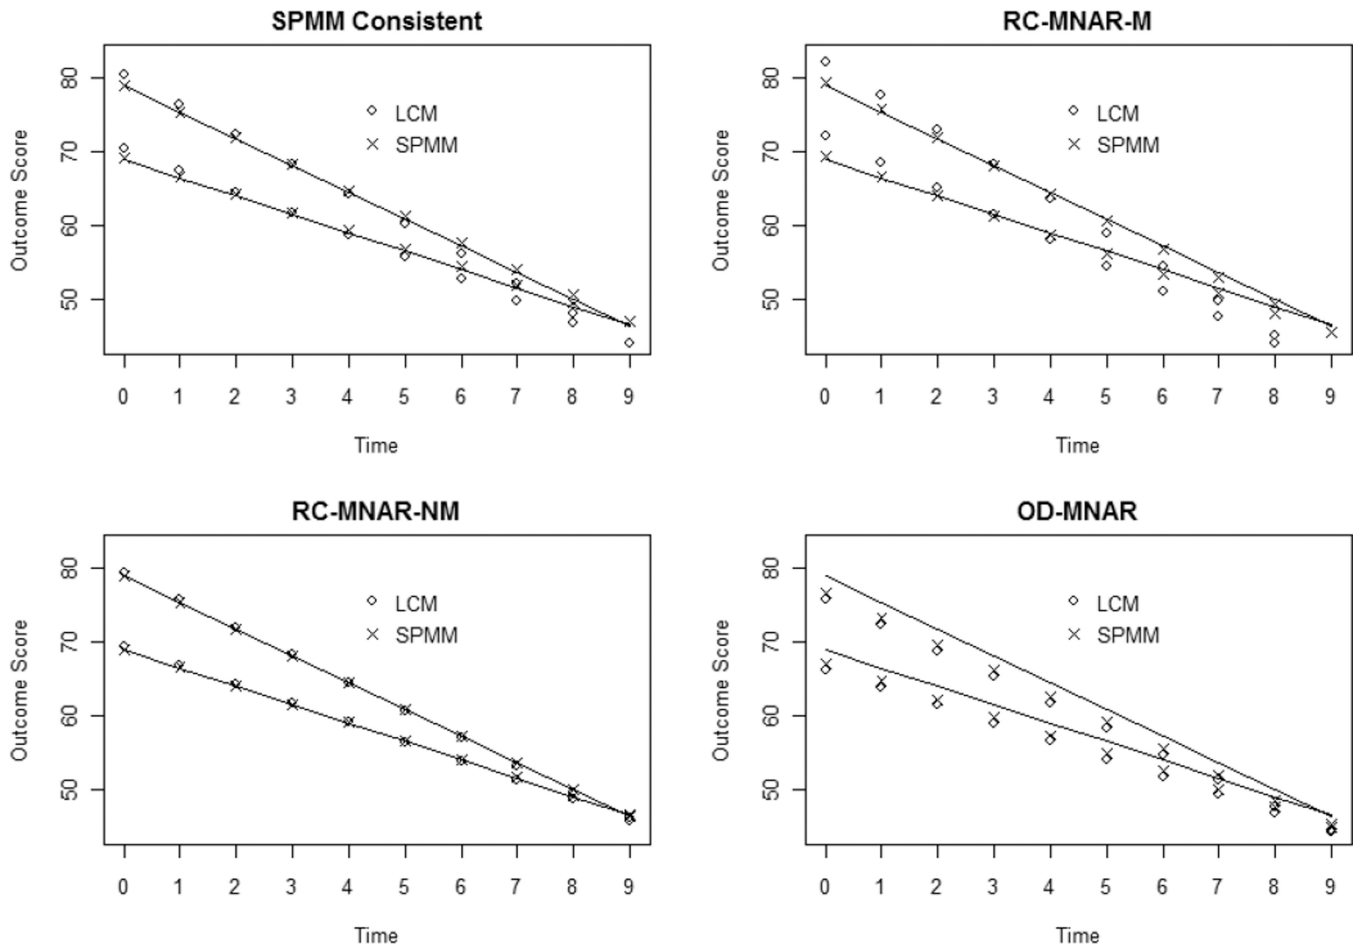 SPMM Consistent
Outcome Score
80
70
60
50
LCM
SPMM
0 1 2 3 4 5 6 7 8 9
Time
RC-MNAR-M
Outcome Score
80
70
60
50
LCM
SPMM
0 1 2 3 4 5 6 7 8 9
Time
RC-MNAR-NM
Outcome Score
80
70
60
50
LCM
SPMM
0 1 2 3 4 5 6 7 8 9
Time
OD-MNAR
Outcome Score
80
70
60
50
LCM
SPMM
0 1 2 3 4 5 6 7 8 9
Time